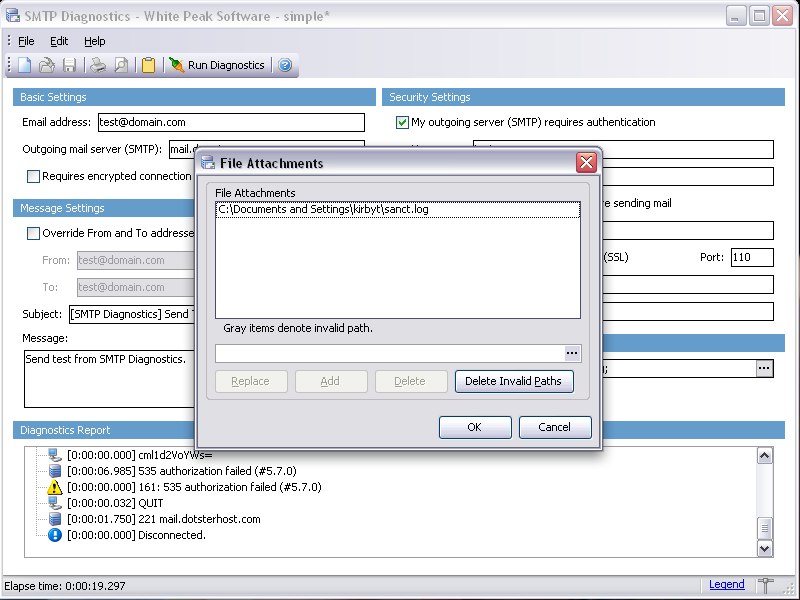 SMTP Diagnostics - White Peak Software - simple*
File Edit Help
Run Diagnostics
Basic Settings
Security Settings
Email address: test@domain.com
My outgoing server (SMTP) requires authentication
Outgoing mail server (SMTP):
File Attachments
Requires encrypted connection
File Attachments
C:\Documents and Settings\kirbyt\sanct.log
Message Settings
sending mail
Override From and To
From: test@domain.com
(SSL) Port: 110
To: test@domain.com
Subject: [SMTP Diagnostics] Send
Gray items denote invalid path.
Message:
Send test from SMTP Diagnostics.
...
...
Replace Add Delete Delete Invalid Paths
OK Cancel
Diagnostics Report
[0:00:00.000] cml1d2VoYWs=
[0:00:06.985] 535 authorization failed (#5.7.0)
[0:00:00.000] 161: 535 authorization failed (#5.7.0)
[0:00:00.032] QUIT
[0:00:01.750] 221 mail.dotsterhost.com
[0:00:00.000] Disconnected.
Elapse time: 0:00:19.297
Legend